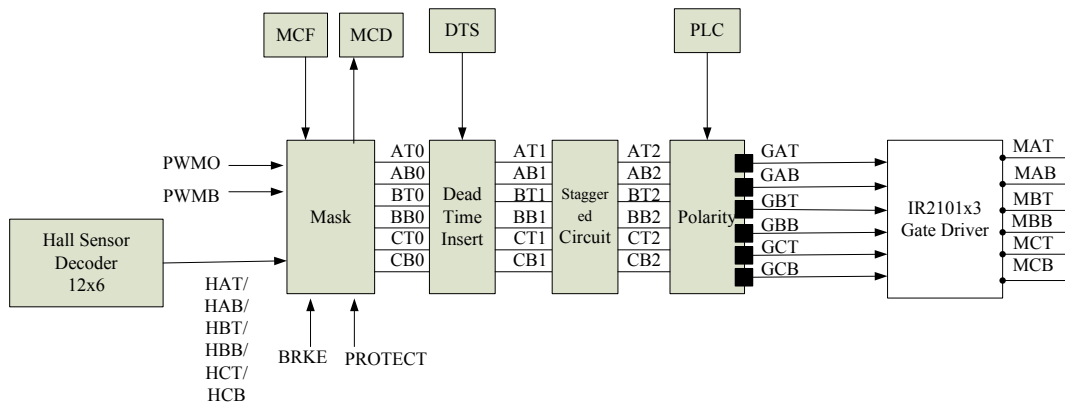 MCF
MCD
DTS
PLC
PWMO
PWMB
Hall Sensor
Decoder
12x6
HAT/
HAB/
HBT/
HBB/
HCT/
HCB
Mask
BRKE
PROTECT
AT0
AB0
BT0
BB0
CT0
CB0
Dead
Time
Insert
AT1
AB1
BT1
BB1
CT1
CB1
Stagger
ed
Circuit
AT2
AB2
BT2
BB2
CT2
CB2
Polarity
GAT
GAB
GBT
GBB
GCT
GCB
IR2101x3
Gate Driver
MAT
MAB
MBT
MBB
MCT
MCB